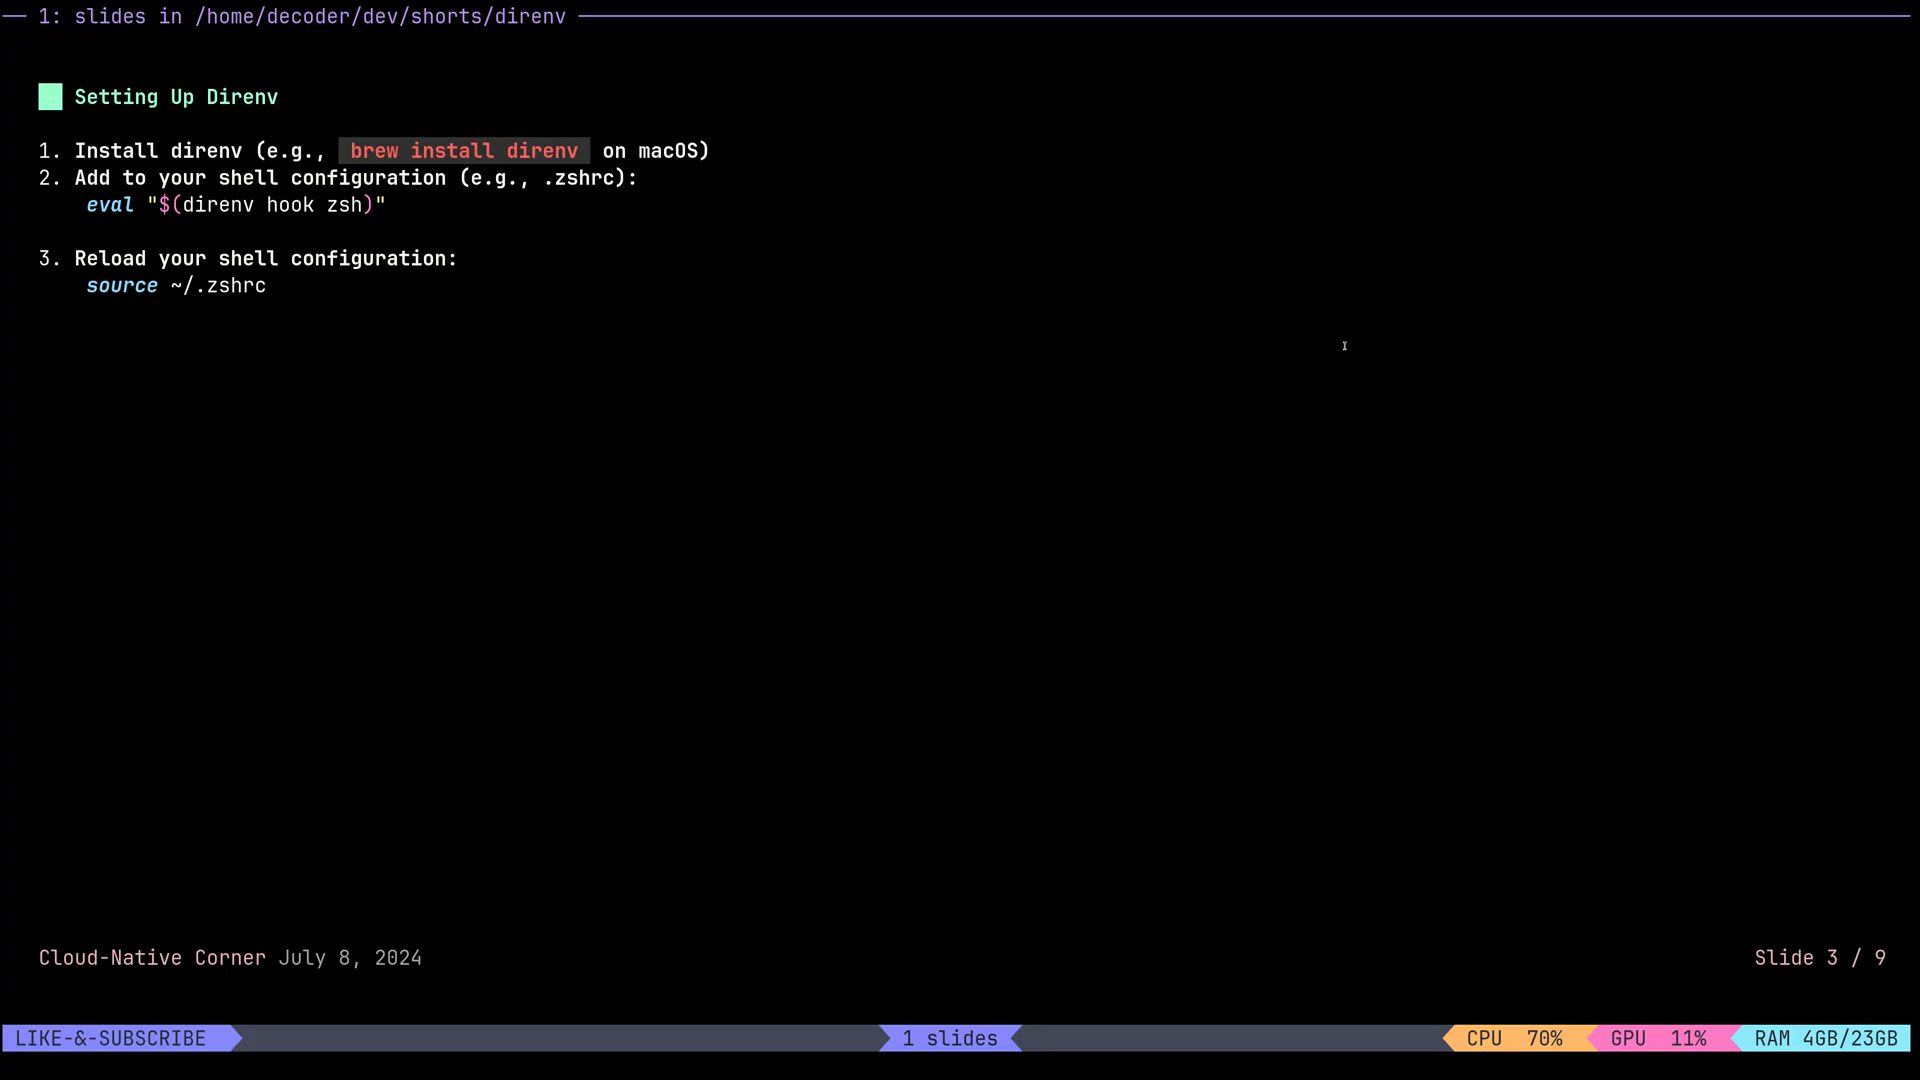 1: slides in /home/decoder/dev/shorts/direnv
Setting Up Direnv
1. Install direnv (e.g., brew install direnv on macOS)
2. Add to your shell configuration (e.g., .zshrc):
eval "$(direnv hook zsh)"
3. Reload your shell configuration:
source ~/.zshrc
Cloud-Native Corner July 8, 2024 Slide 3 / 9
LIKE-&-SUBSCRIBE 1 slides CPU 70% GPU 11% RAM 4GB/23GB